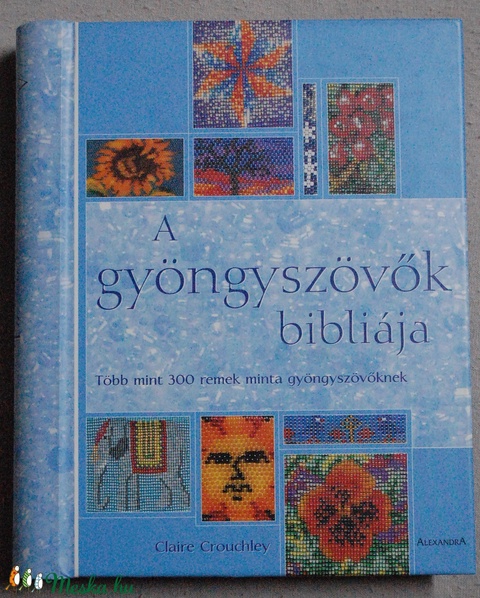 A
gyöngyszövők
bibliája
Több mint 300 remek minta gyöngyszövőknek
Claire Crouchley
ALEXANDRA
Meska.hu